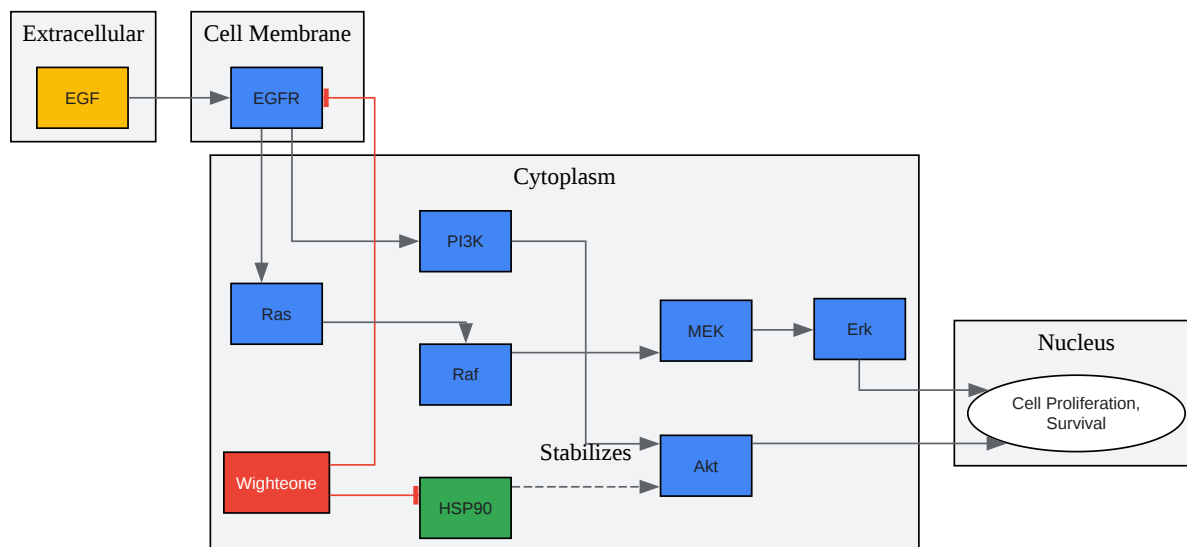 Extracellular
Cell Membrane
EGF
EGFR
Cytoplasm
PI3K
Ras
MEK
Erk
Nucleus
Raf
Cell Proliferation,
Survival
Stabilizes
Akt
Wighteone
HSP90